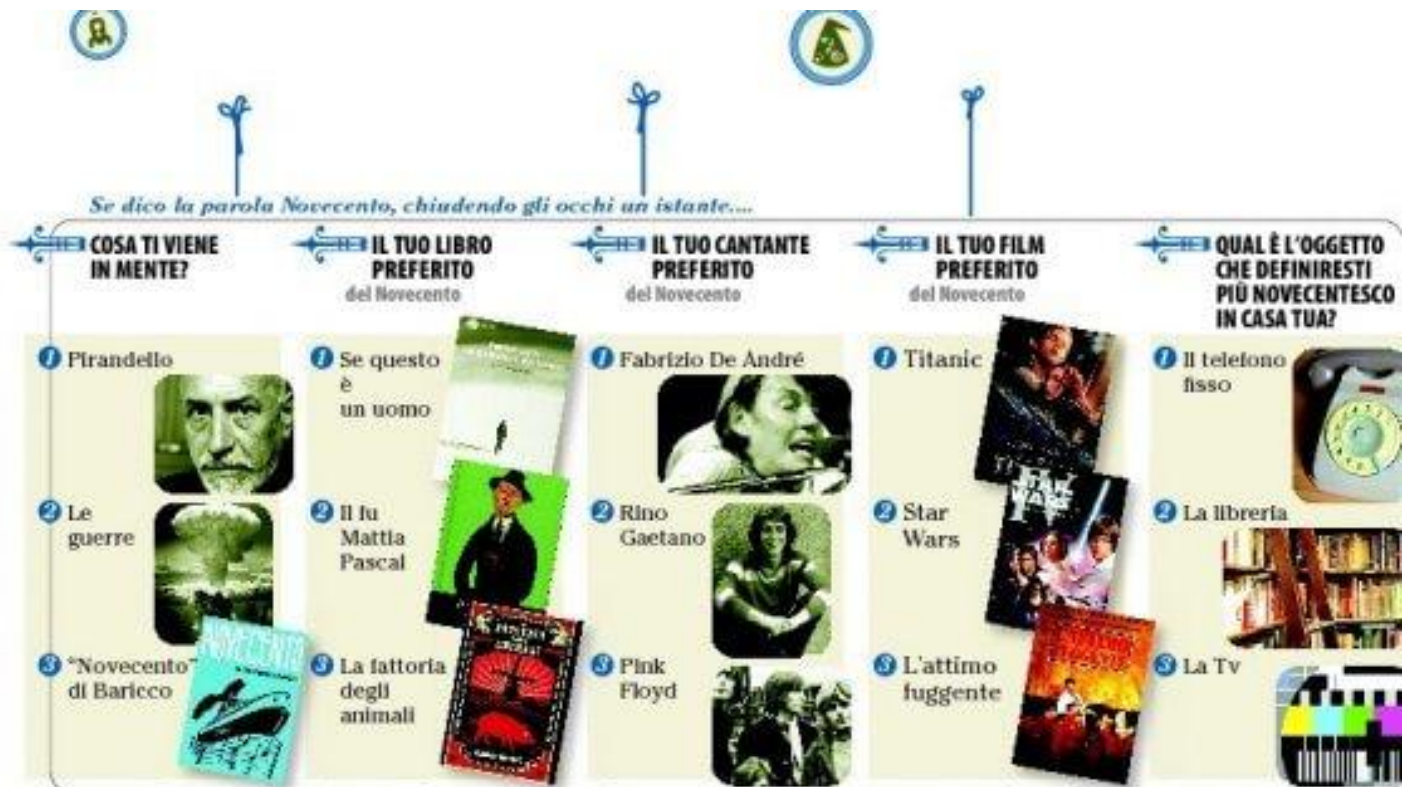 Se dico la parola Novecento, chiudendo gli occhi un istante....
COSA TI VIENE
IN MENTE?
1 Pirandello
2 Le
guerre
3 "Novecento"
di Baricco
NOVECENTO
IL TUO LIBRO
PREFERITO
del Novecento
1 Se questo
è
un uomo
2 Il fu
Mattia
Pascal
3 La fattoria
degli
animali
IL TUO CANTANTE
PREFERITO
del Novecento
1 Fabrizio De André
2 Rino
Gaetano
3 Pink
Floyd
IL TUO FILM
PREFERITO
del Novecento
1 Titanic
2 Star
Wars
STAR
WARS
3 L'attimo
fuggente
QUAL È L'OGGETTO
CHE DEFINIRESTI
PIÙ NOVECENTESCO
IN CASA TUA?
1 Il telefono
fisso
2 La libreria
3 La Tv